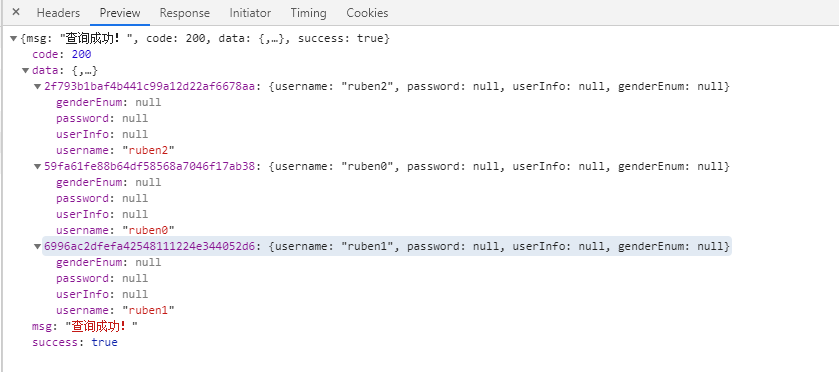 × Headers Preview Response Initiator Timing Cookies
▼{msg: "查询成功！", code: 200, data: {,…}, success: true}
code: 200
▼data: {,…}
▼2f793b1baf4b441c99a12d22af6678aa: {username: "ruben2", password: null, userInfo: null, genderEnum: null}
genderEnum: null
password: null
userInfo: null
username: "ruben2"
▼59fa61fe88b64df58568a7046f17ab38: {username: "ruben0", password: null, userInfo: null, genderEnum: null}
genderEnum: null
password: null
userInfo: null
username: "ruben0"
▼6996ac2dfefa42548111224e344052d6: {username: "ruben1", password: null, userInfo: null, genderEnum: null}
genderEnum: null
password: null
userInfo: null
username: "ruben1"
msg: "查询成功！"
success: true